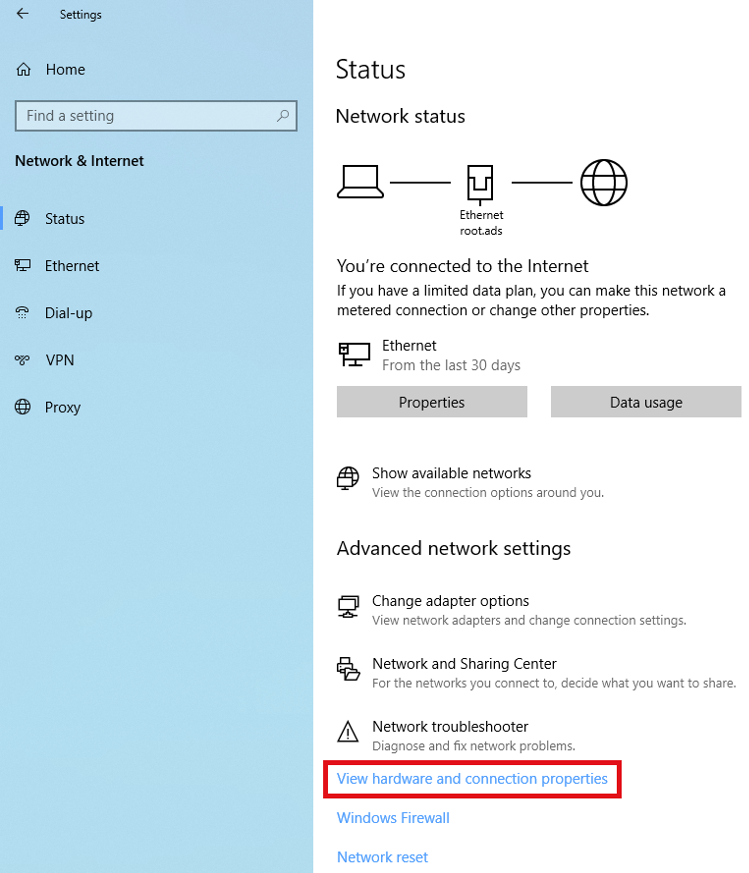 Settings
Home
Find a setting
Network & Internet
Status
Ethernet
Dial-up
VPN
Proxy
Status
Network status
Ethernet
root.ads
You’re connected to the Internet
If you have a limited data plan, you can make this network a
metered connection or change other properties.
Ethernet
From the last 30 days
Properties
Data usage
Show available networks
View the connection options around you.
Advanced network settings
Change adapter options
View network adapters and change connection settings.
Network and Sharing Center
For the networks you connect to, decide what you want to share.
Network troubleshooter
Diagnose and fix network problems.
View hardware and connection properties
Windows Firewall
Network reset